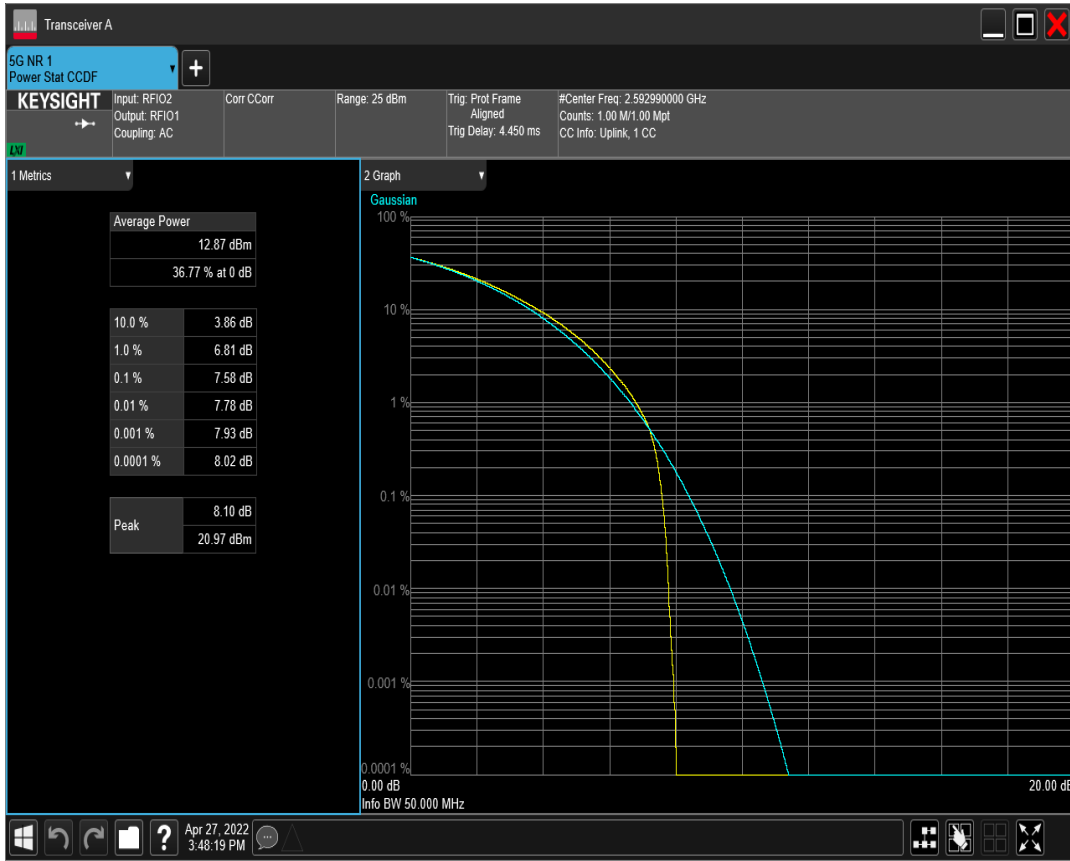 Transceiver A
5G NR 1
Power Stat CCDF
KEYSIGHT
LXI
Input: RFIO2
Output: RFIO1
Coupling: AC
Corr CCorr
Range: 25 dBm
Trig: Prot Frame
Aligned
Trig Delay: 4.450 ms
#Center Freq: 2.592990000 GHz
Counts: 1.00 M/1.00 Mpt
CC Info: Uplink, 1 CC
1 Metrics
Average Power
12.87 dBm
36.77 % at 0 dB
10.0 % 3.86 dB
1.0 % 6.81 dB
0.1 % 7.58 dB
0.01 % 7.78 dB
0.001 % 7.93 dB
0.0001 % 8.02 dB
Peak 8.10 dB
20.97 dBm
2 Graph
Gaussian
100 %
10 %
1 %
0.1 %
0.01 %
0.001 %
0.0001 %
0.00 dB 20.00 dB
Info BW 50.000 MHz
Apr 27, 2022
3:48:19 PM